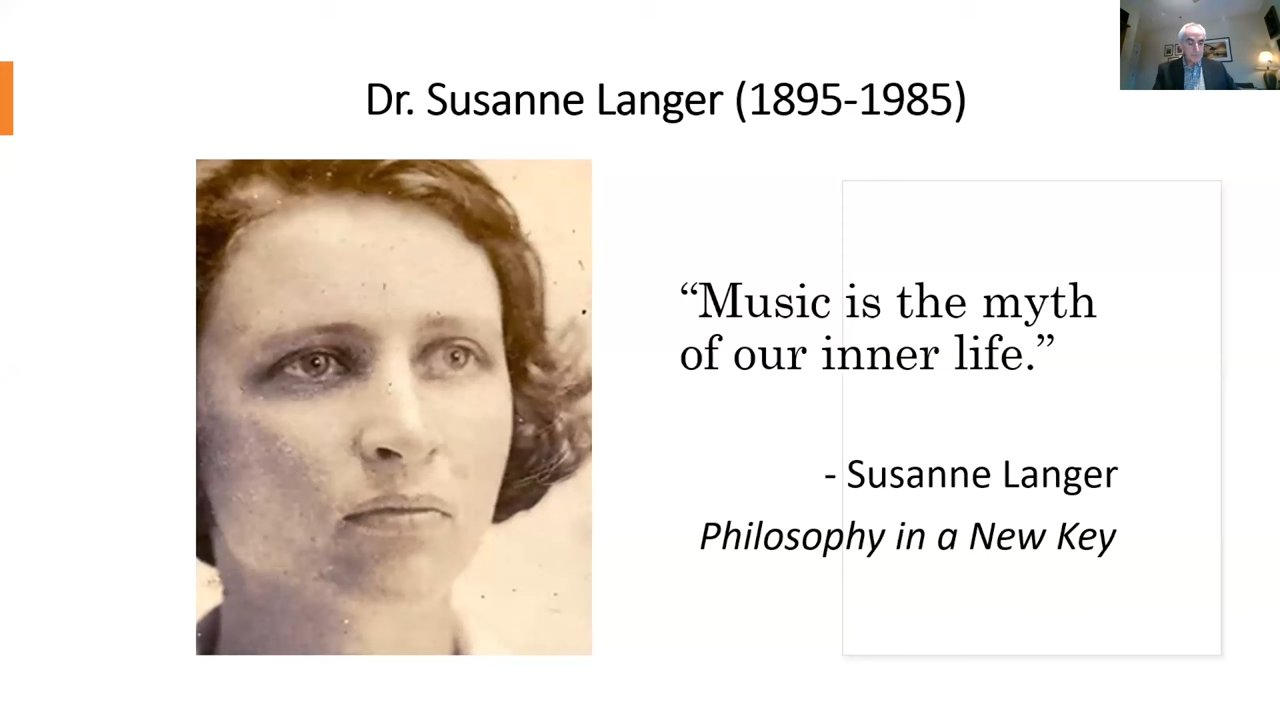 Dr. Susanne Langer (1895-1985)
“Music is the myth
of our inner life.”
- Susanne Langer
Philosophy in a New Key